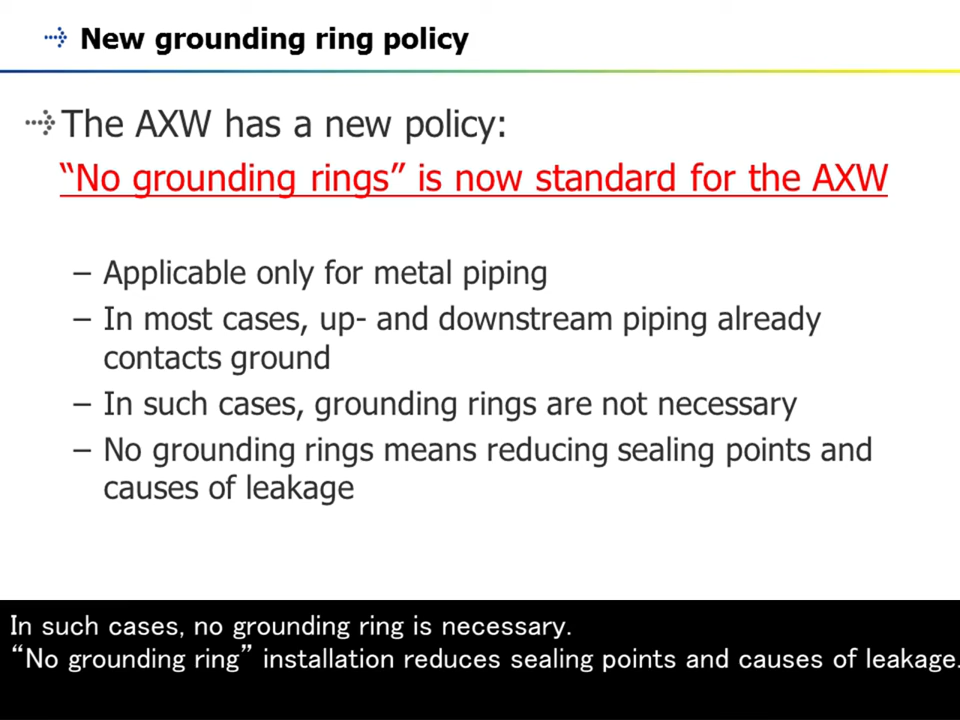 New grounding ring policy
The AXW has a new policy:
“No grounding rings” is now standard for the AXW
– Applicable only for metal piping
– In most cases, up- and downstream piping already
contacts ground
– In such cases, grounding rings are not necessary
– No grounding rings means reducing sealing points and
causes of leakage
In such cases, no grounding ring is necessary.
“No grounding ring” installation reduces sealing points and causes of leakage.